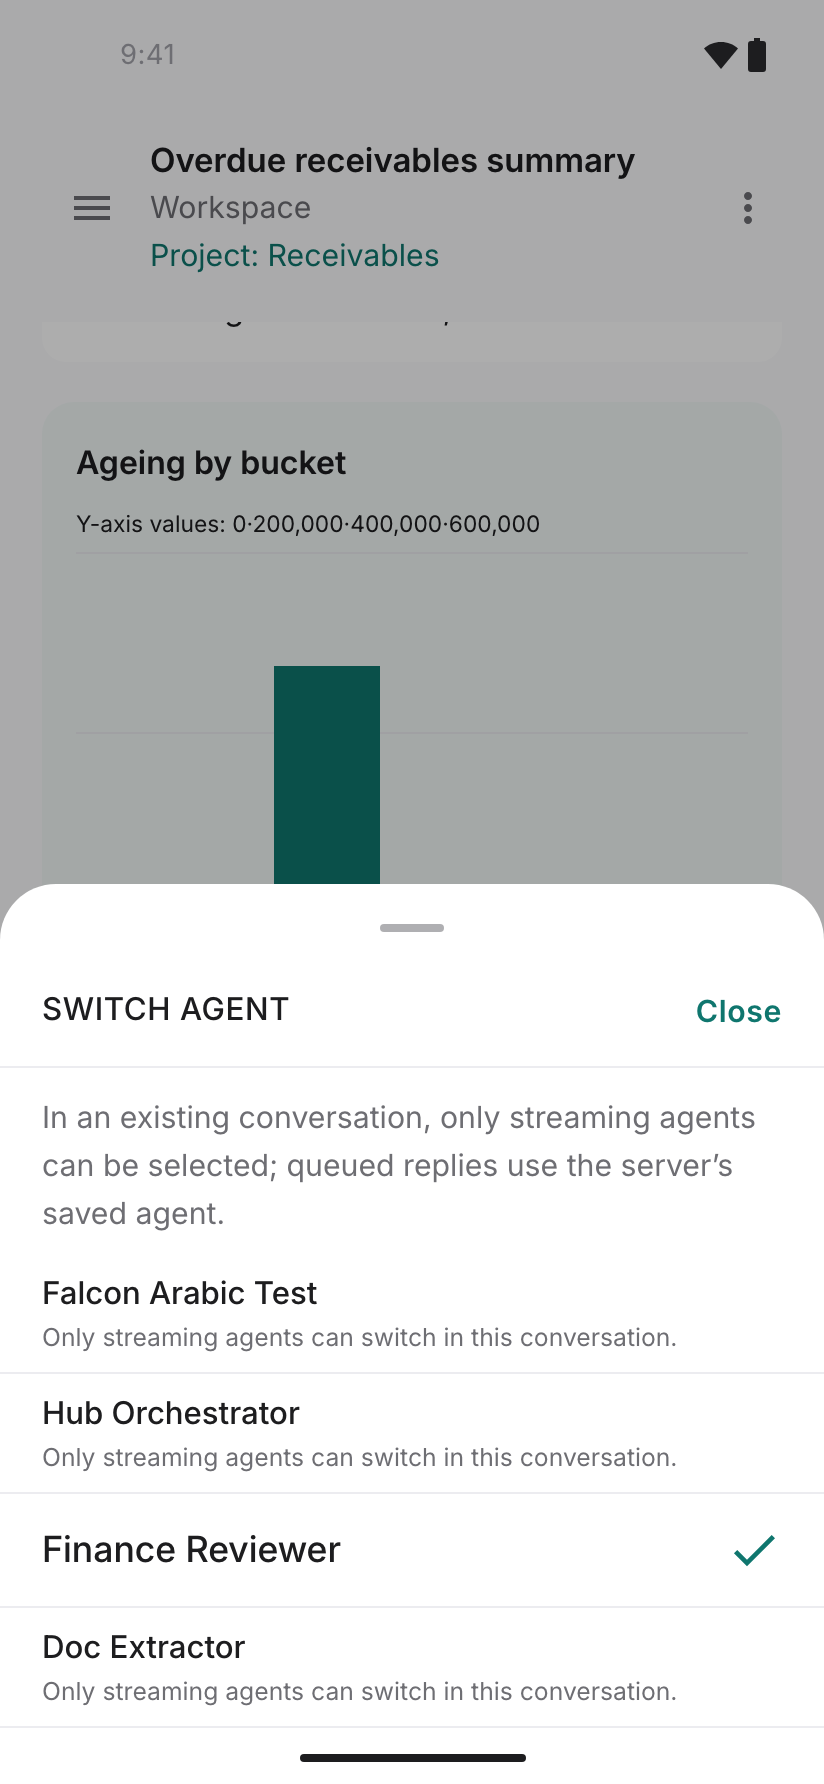 9:41
Overdue receivables summary
Workspace
Project: Receivables
Ageing by bucket
Y-axis values: 0·200,000·400,000·600,000
SWITCH AGENT
Close
In an existing conversation, only streaming agents
can be selected; queued replies use the server’s
saved agent.
Falcon Arabic Test
Only streaming agents can switch in this conversation.
Hub Orchestrator
Only streaming agents can switch in this conversation.
Finance Reviewer
Doc Extractor
Only streaming agents can switch in this conversation.